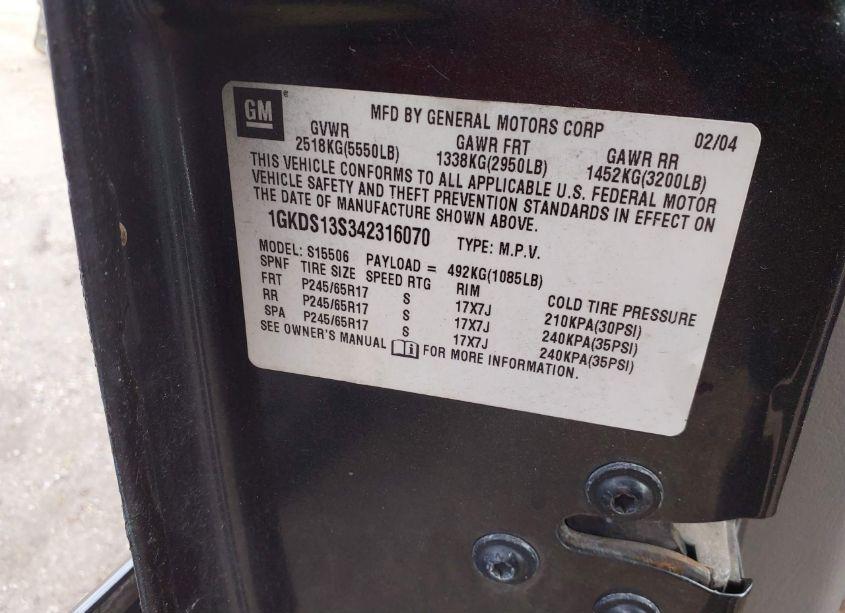 GM® MFD BY GENERAL MOTORS CORP 02/04
GVWR GAWR FRT GAWR RR
2518KG(5550LB) 1338KG(2950LB) 1452KG(3200LB)
THIS VEHICLE CONFORMS TO ALL APPLICABLE U.S. FEDERAL MOTOR
VEHICLE SAFETY AND THEFT PREVENTION STANDARDS IN EFFECT ON
THE DATE OF MANUFACTURE SHOWN ABOVE.
1GKDS13S342316070 TYPE: M.P.V.
MODEL: S15506 PAYLOAD = 492KG(1085LB)
SPNF TIRE SIZE SPEED RTG RIM COLD TIRE PRESSURE
FRT P245/65R17 S 17X7J 210KPA(30PSI)
RR P245/65R17 S 17X7J 240KPA(35PSI)
SPA P245/65R17 S 17X7J 240KPA(35PSI)
SEE OWNER'S MANUAL FOR MORE INFORMATION.